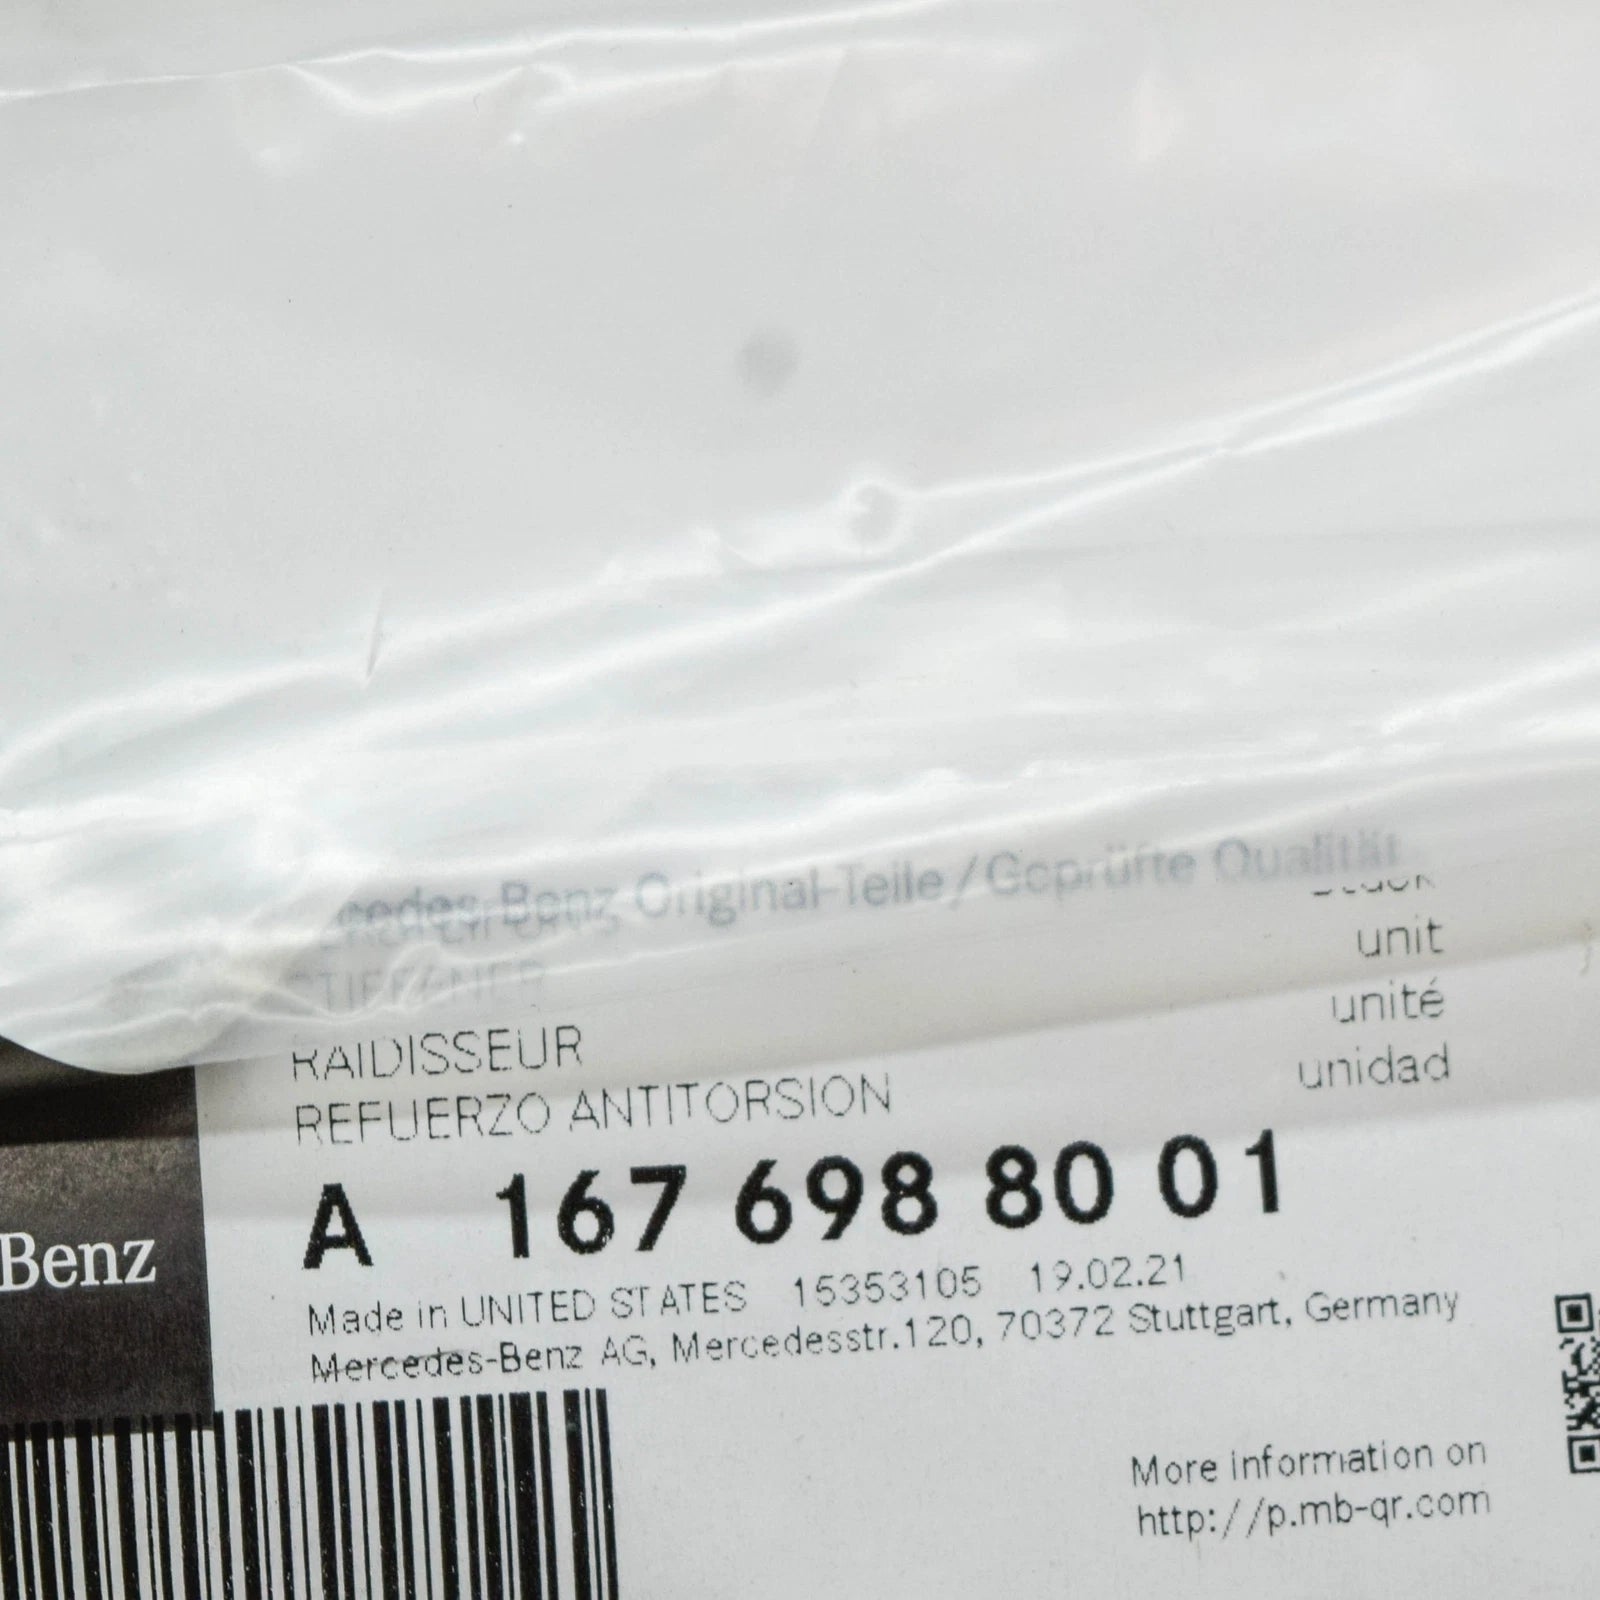 Mercedes-Benz Original-Teile/Geprüfte Qualität
Stück
unit
STIFFENER
unité
RAIDISSEUR
unidad
REFUERZO ANTITORSION
A 167 698 80 01
Benz
Made in UNITED STATES 15353105 19.02.21
Mercedes-Benz AG, Mercedesstr.120, 70372 Stuttgart, Germany
More information on
http://p.mb-qr.com